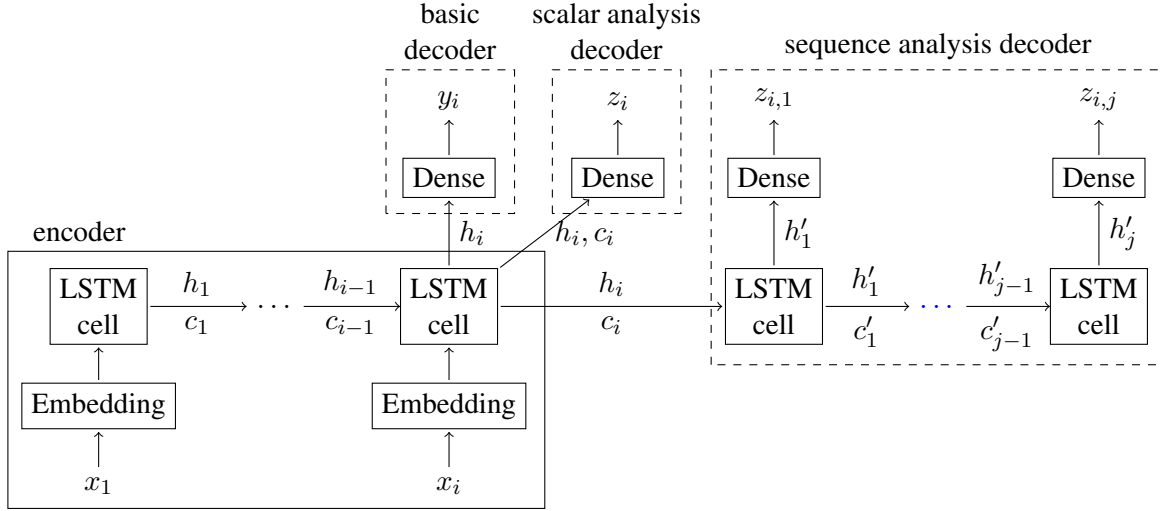 basic
decoder
scalar analysis
decoder
sequence analysis decoder
y_i
z_i
z_{i,1}
z_{i,j}
Dense
Dense
Dense
Dense
h_i
h_i, c_i
h'_1
h'_j
encoder
LSTM
cell
h_1
c_1
···
h_{i−1}
c_{i−1}
LSTM
cell
h_i
c_i
LSTM
cell
h'_1
c'_1
···
h'_{j−1}
c'_{j−1}
LSTM
cell
Embedding
Embedding
x_1
x_i